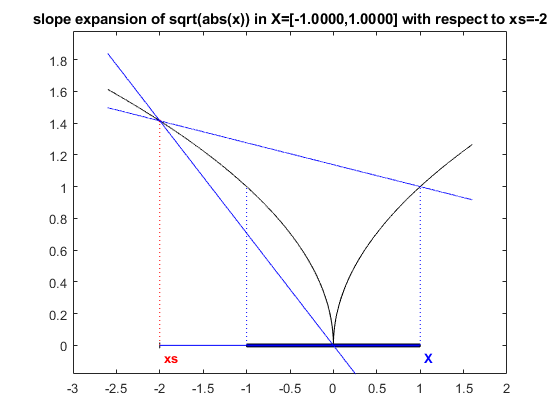 slope expansion of sqrt(abs(x)) in X=[-1.0000,1.0000] with respect to xs=-2
1.8
1.6
1.4
1.2
1
0.8
0.6
0.4
0.2
0
xs
X
-3 -2.5 -2 -1.5 -1 -0.5 0 0.5 1 1.5 2